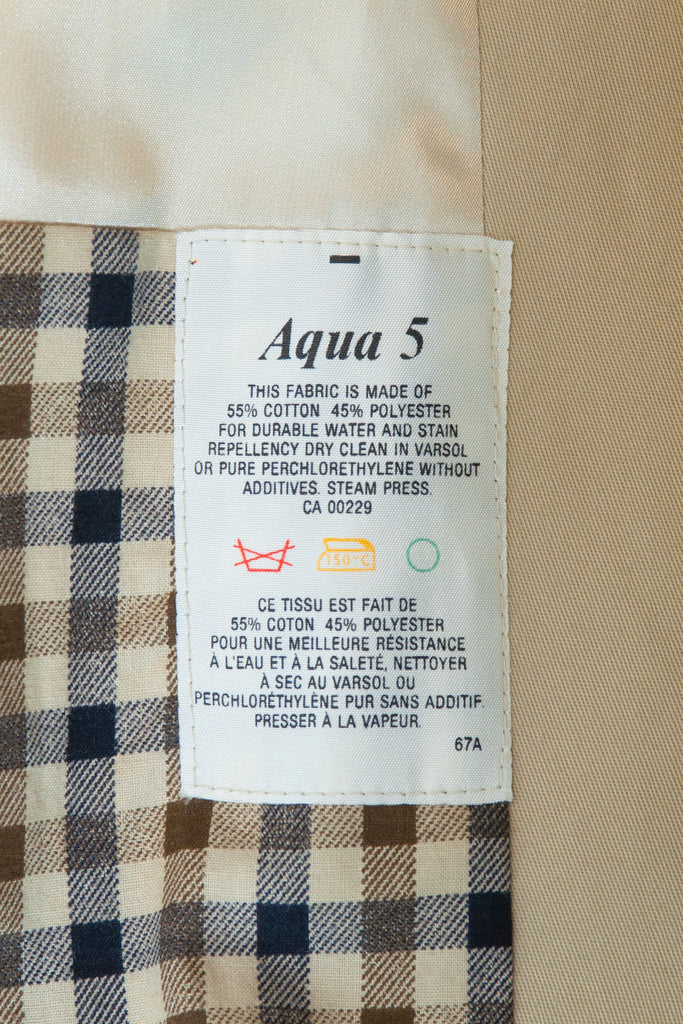 Aqua 5
THIS FABRIC IS MADE OF
55% COTTON 45% POLYESTER
FOR DURABLE WATER AND STAIN
REPELLENCY DRY CLEAN IN VARSOL
OR PURE PERCHLORETHYLENE WITHOUT
ADDITIVES. STEAM PRESS.
CA 00229
150°C
CE TISSU EST FAIT DE
55% COTON 45% POLYESTER
POUR UNE MEILLEURE RÉSISTANCE
À L'EAU ET À LA SALETÉ, NETTOYER
À SEC AU VARSOL OU
PERCHLORÉTHYLÈNE PUR SANS ADDITIF.
PRESSER À LA VAPEUR.
67A